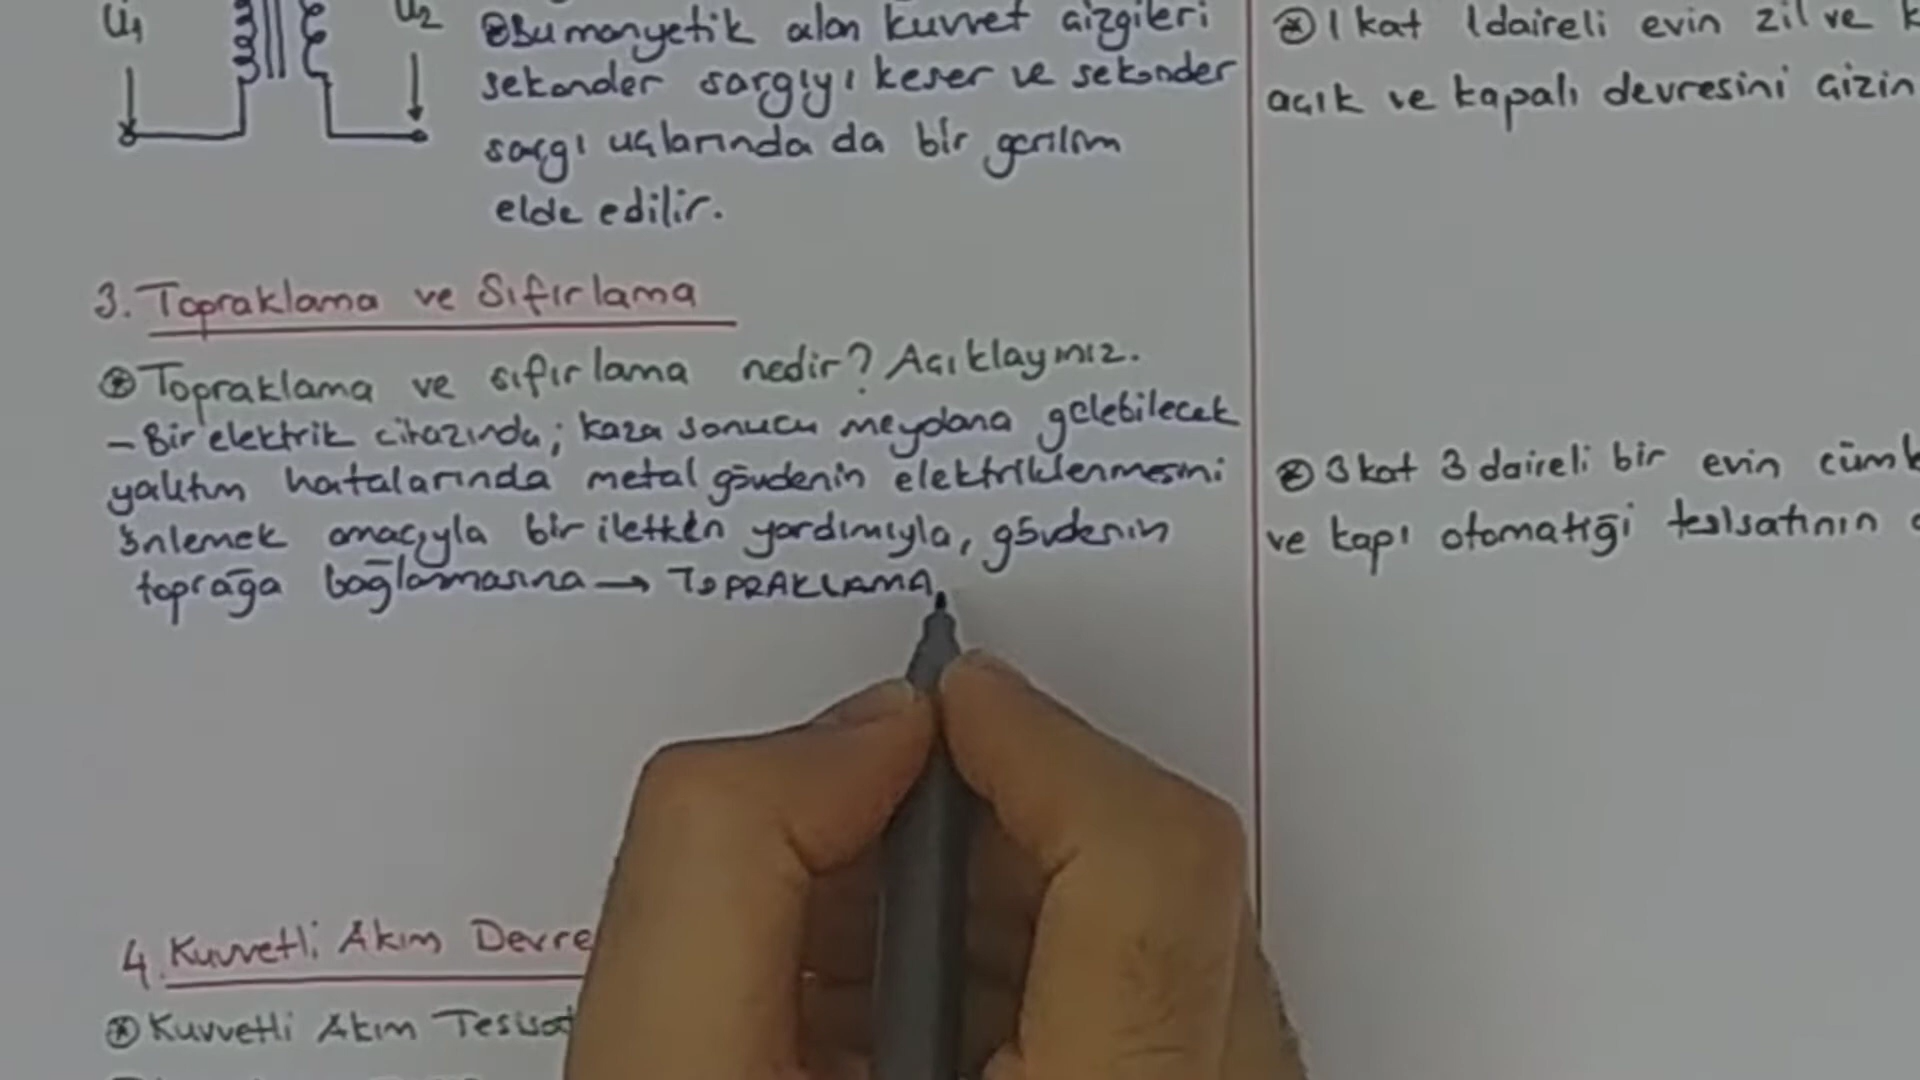 U1
U2
⊛Bu manyetik alan kuvvet çizgileri
sekonder sargıyı keser ve sekonder
sargı uçlarında da bir gerilim
elde edilir.
3. Topraklama ve Sıfırlama
⊛Topraklama ve sıfırlama nedir? Açıklayınız.
– Bir elektrik cihazında; kaza sonucu meydana gelebilecek
yalıtım hatalarında metal gövdenin elektriklenmesini
önlemek amacıyla bir iletken yardımıyla, gövdenin
toprağa bağlanmasına → TOPRAKLAMA
4. Kuvvetli Akım Devre
⊛Kuvvetli Akım Tesisat
⊛1 kat 1 daireli evin zil ve k
açık ve kapalı devresini çizin
⊛3 kat 3 daireli bir evin cümb
ve kapı otomatiği teslsatının a